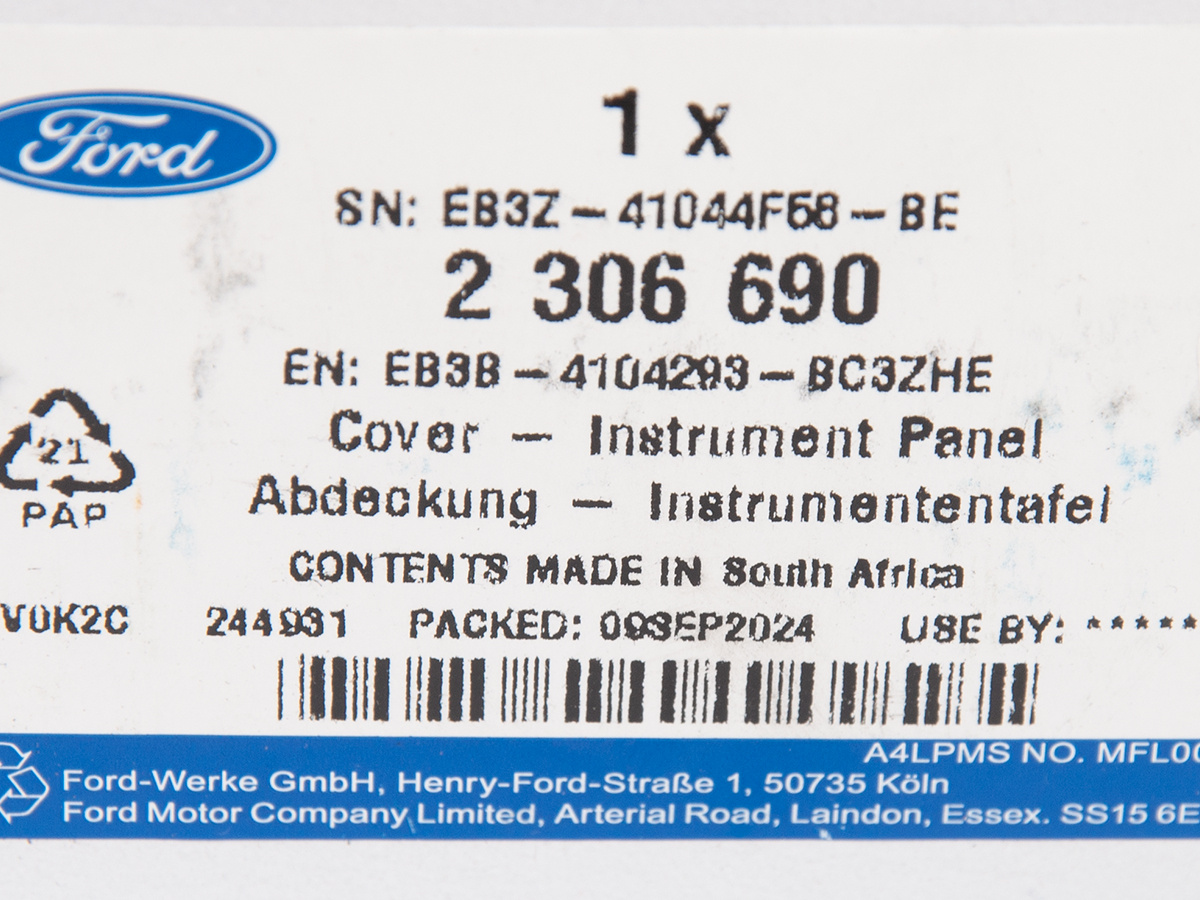 Ford
1 x
SN: EB3Z - 41044F58 - BE
2 306 690
EN: EB3B - 4104293 - BC3ZHE
Cover - Instrument Panel
Abdeckung - Instrumententafel
21
PAP
CONTENTS MADE IN South Africa
V0K2C 244931 PACKED: 09SEP2024 USE BY: *****
A4LPMS NO. MFL00
Ford-Werke GmbH, Henry-Ford-Straße 1, 50735 Köln
Ford Motor Company Limited, Arterial Road, Laindon, Essex. SS15 6E